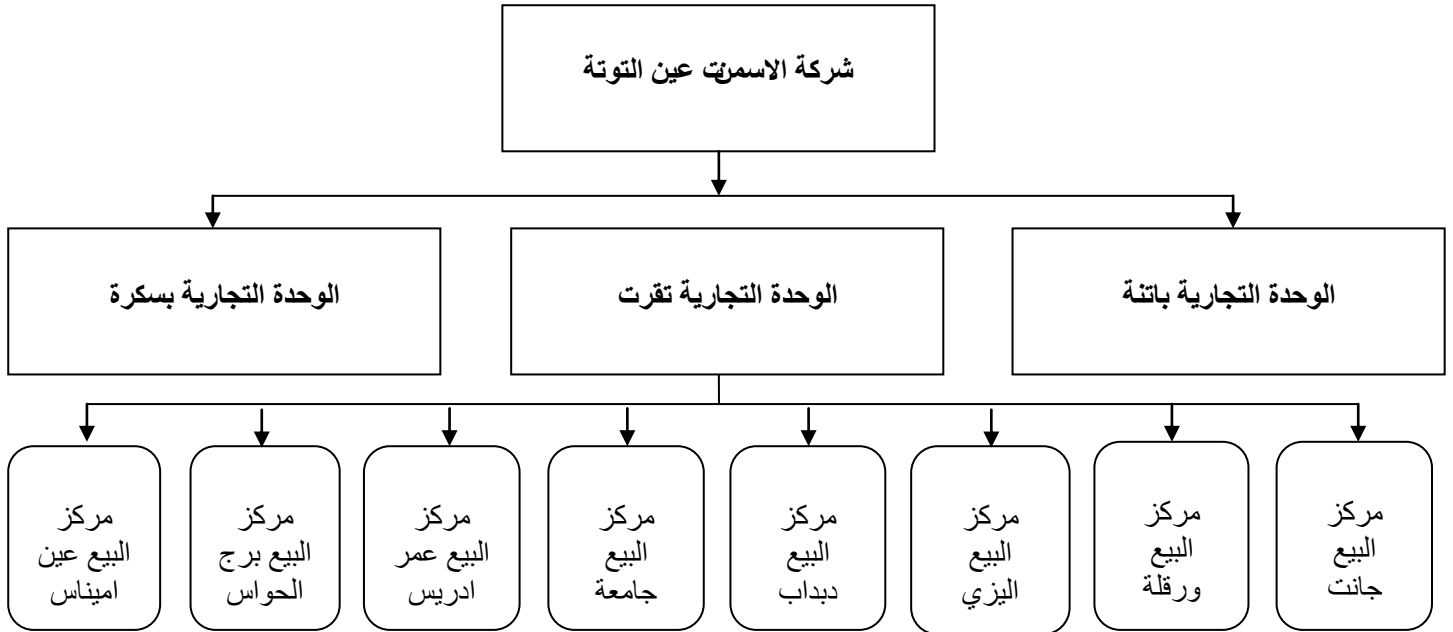 شركة الاسمنت عين التوتة
الوحدة التجارية باتنة
الوحدة التجارية تقرت
الوحدة التجارية بسكرة
مركز
البيع
جانت
مركز
البيع
ورقلة
مركز
البيع
اليزي
مركز
البيع
دبداب
مركز
البيع
جامعة
مركز
البيع عمر
ادريس
مركز
البيع برج
الحواس
مركز
البيع عين
اميناس